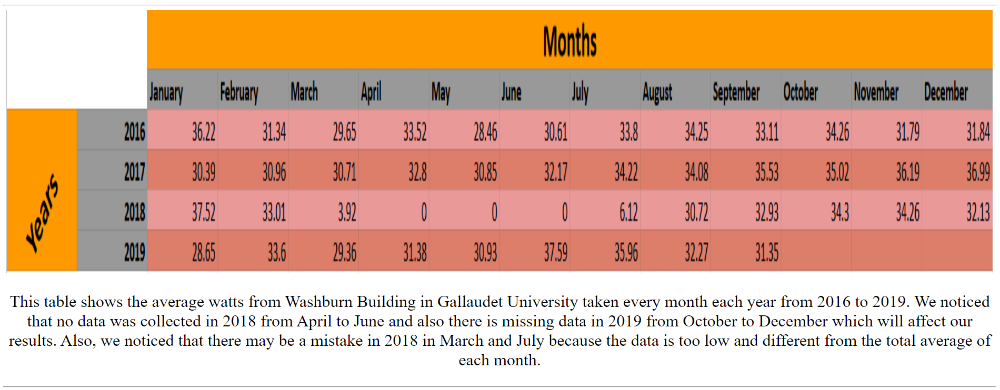 Months
January February March April May June July August September October November December
years
2016 36.22 31.34 29.65 33.52 28.46 30.61 33.8 34.25 33.11 34.26 31.79 31.84
2017 30.39 30.96 30.71 32.8 30.85 32.17 34.22 34.08 35.53 35.02 36.19 36.99
2018 37.52 33.01 3.92 0 0 0 6.12 30.72 32.93 34.3 34.26 32.13
2019 28.65 33.6 29.36 31.38 30.93 37.59 35.96 32.27 31.35
This table shows the average watts from Washburn Building in Gallaudet University taken every month each year from 2016 to 2019. We noticed
that no data was collected in 2018 from April to June and also there is missing data in 2019 from October to December which will affect our
results. Also, we noticed that there may be a mistake in 2018 in March and July because the data is too low and different from the total average of
each month.